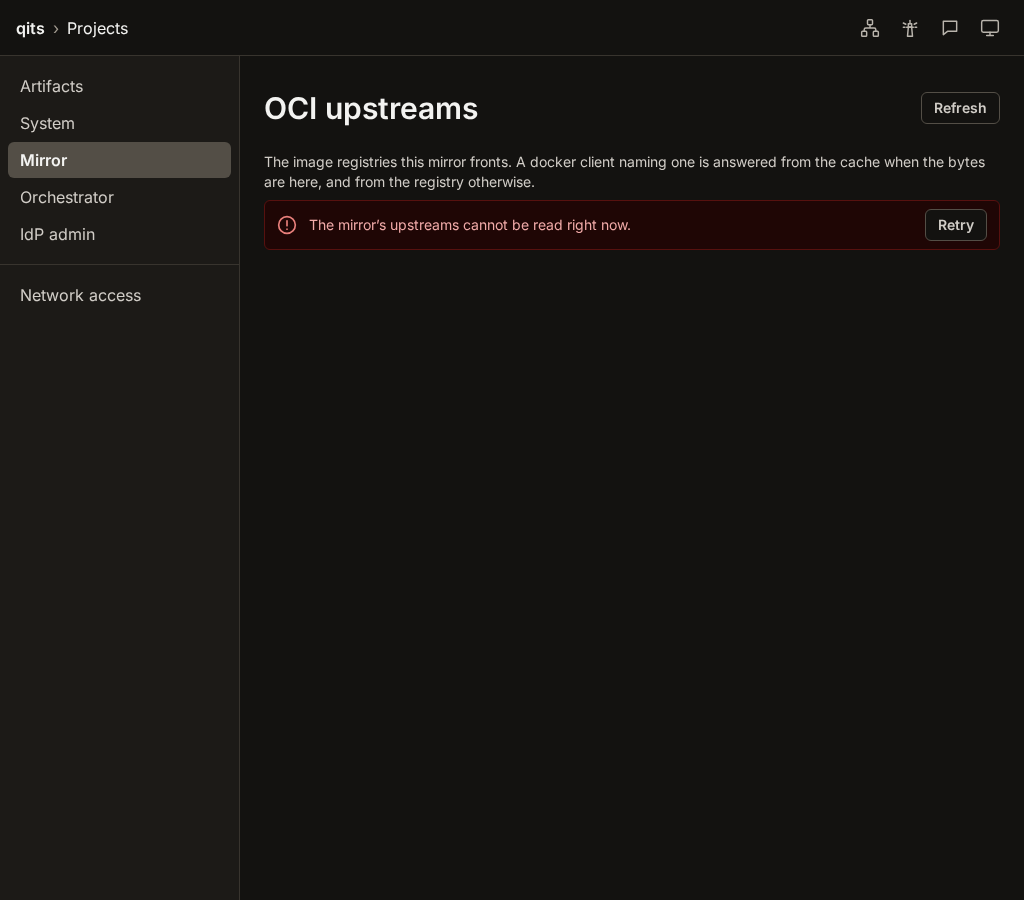 qits › Projects
Artifacts
System
Mirror
Orchestrator
IdP admin
Network access
OCI upstreams
Refresh
The image registries this mirror fronts. A docker client naming one is answered from the cache when the bytes
are here, and from the registry otherwise.
The mirror’s upstreams cannot be read right now.
Retry